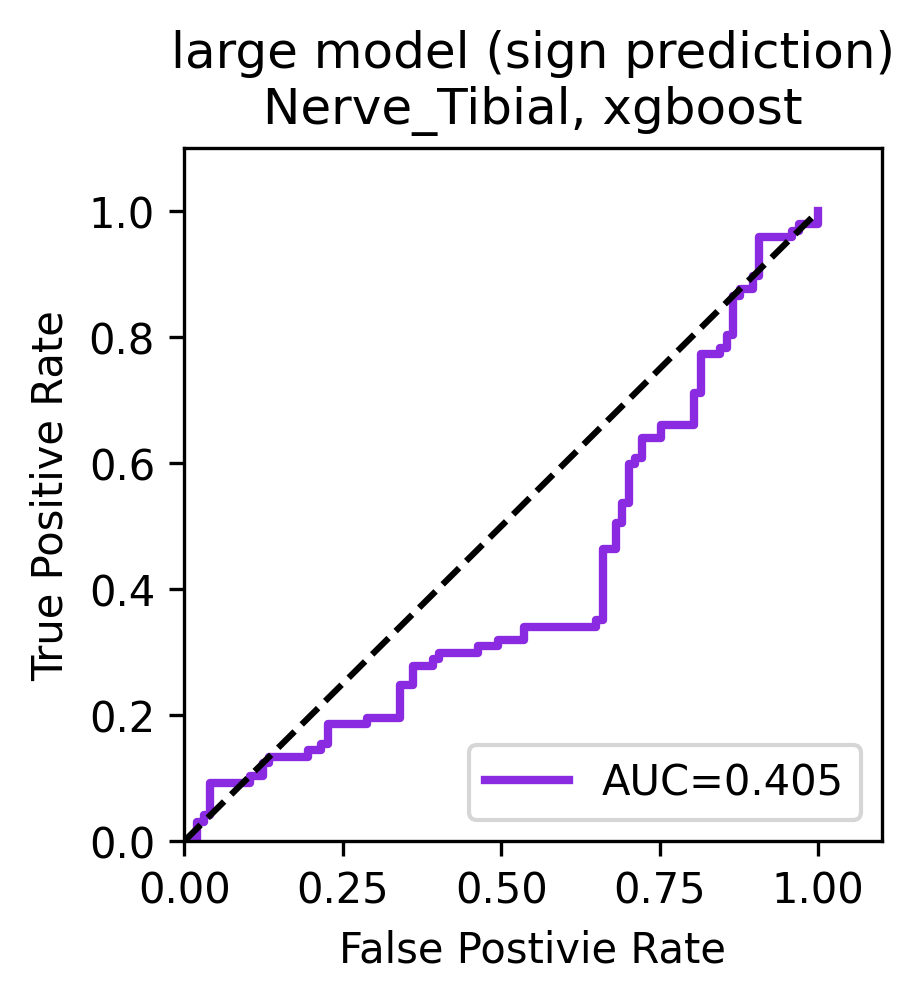 large model (sign prediction)
Nerve_Tibial, xgboost
1.0
0.8
0.6
0.4
0.2
0.0
True Positive Rate
AUC=0.405
0.00 0.25 0.50 0.75 1.00
False Postivie Rate